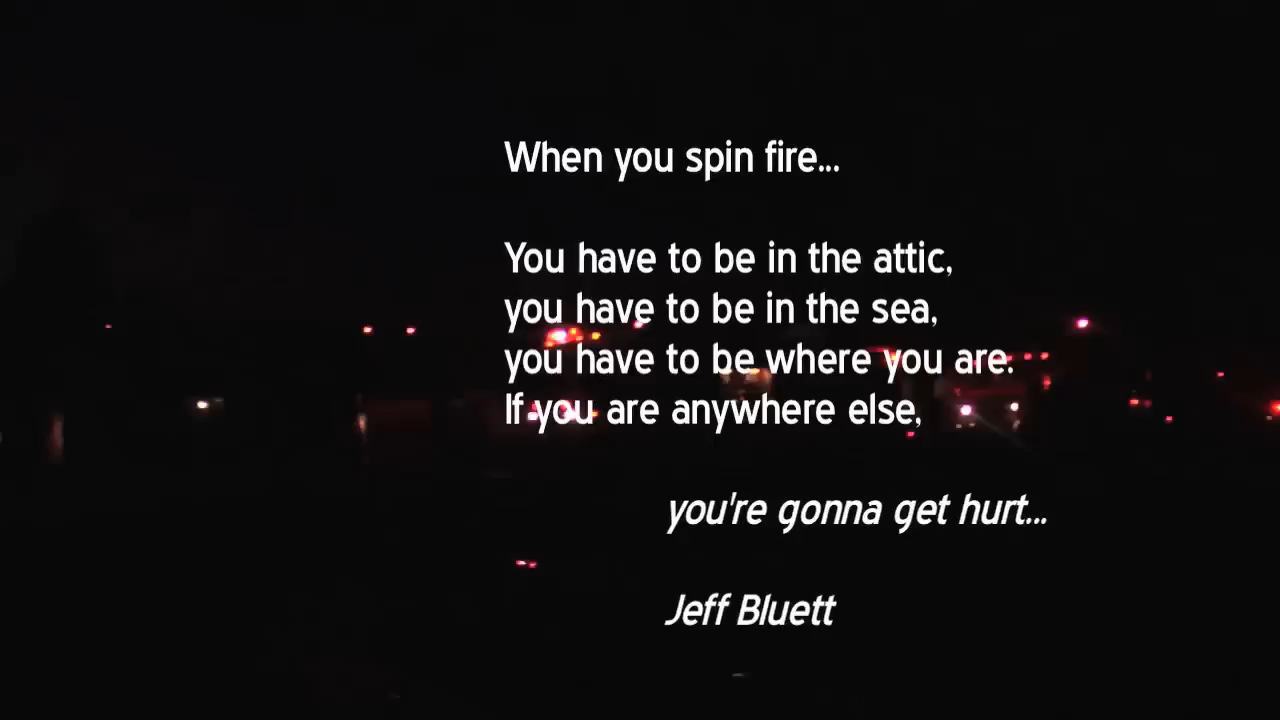 When you spin fire...
You have to be in the attic,
you have to be in the sea,
you have to be where you are.
If you are anywhere else,
you're gonna get hurt...
Jeff Bluett